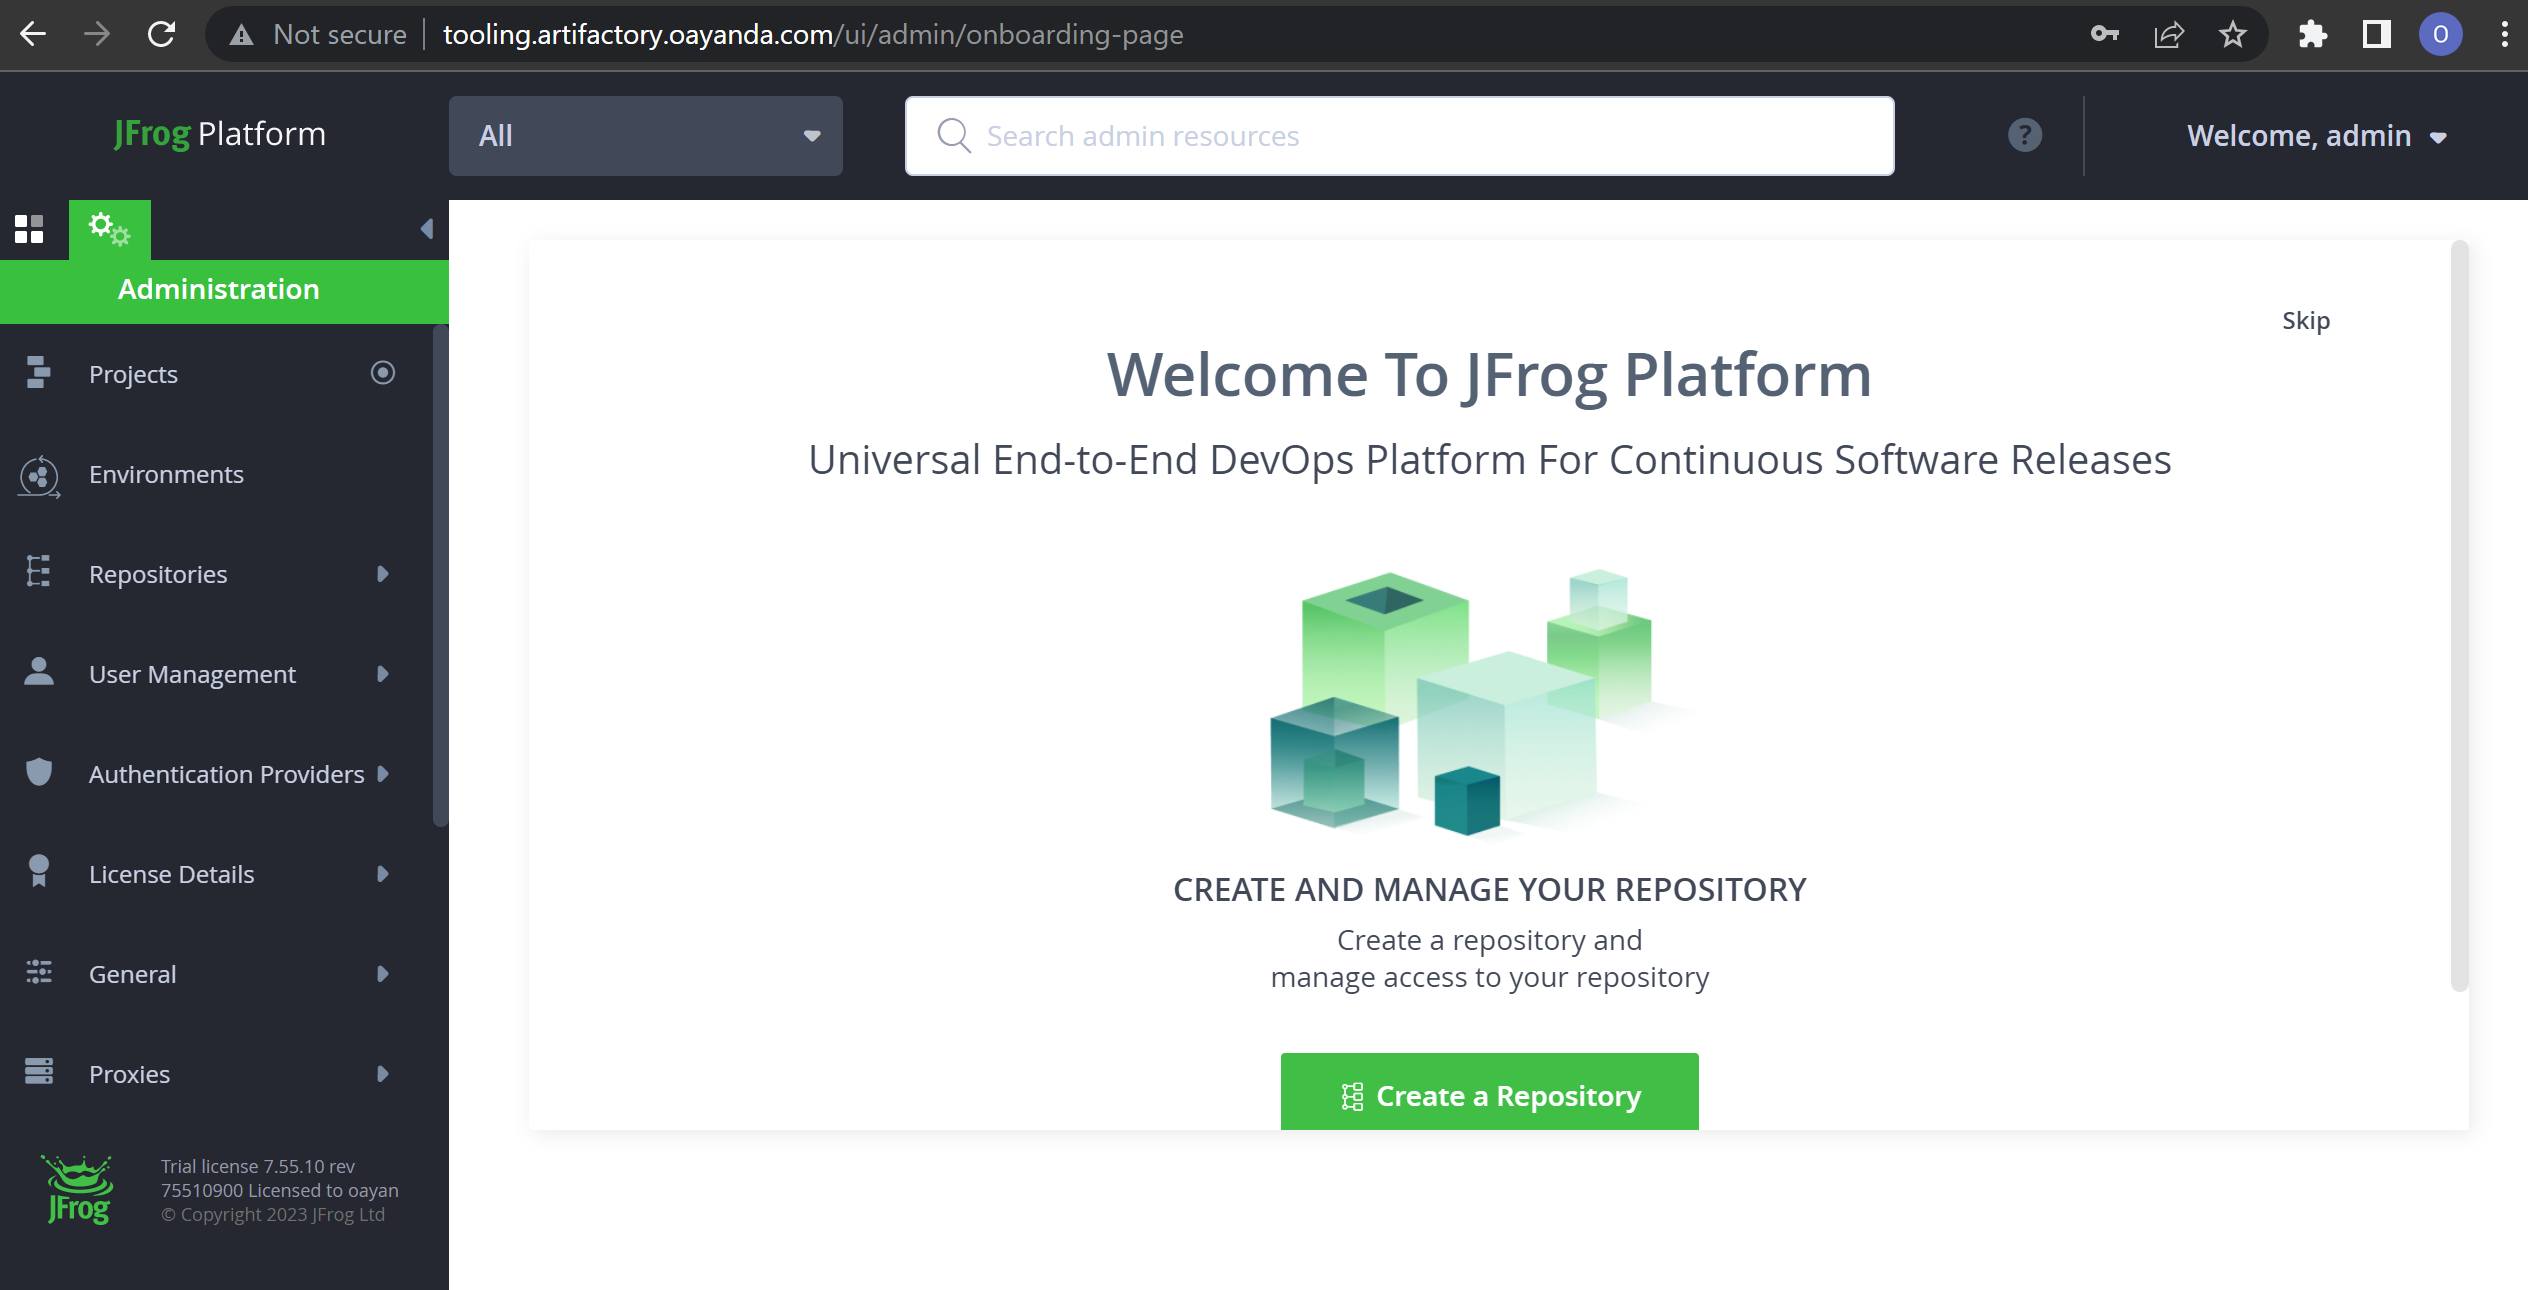 Not secure
tooling.artifactory.oayanda.com/ui/admin/onboarding-page
O
JFrog Platform
All
Search admin resources
?
Welcome, admin
Administration
Projects
Environments
Repositories
User Management
Authentication Providers
License Details
General
Proxies
JFrog
Trial license 7.55.10 rev
75510900 Licensed to oayan
© Copyright 2023 JFrog Ltd
Skip
Welcome To JFrog Platform
Universal End-to-End DevOps Platform For Continuous Software Releases
CREATE AND MANAGE YOUR REPOSITORY
Create a repository and
manage access to your repository
Create a Repository